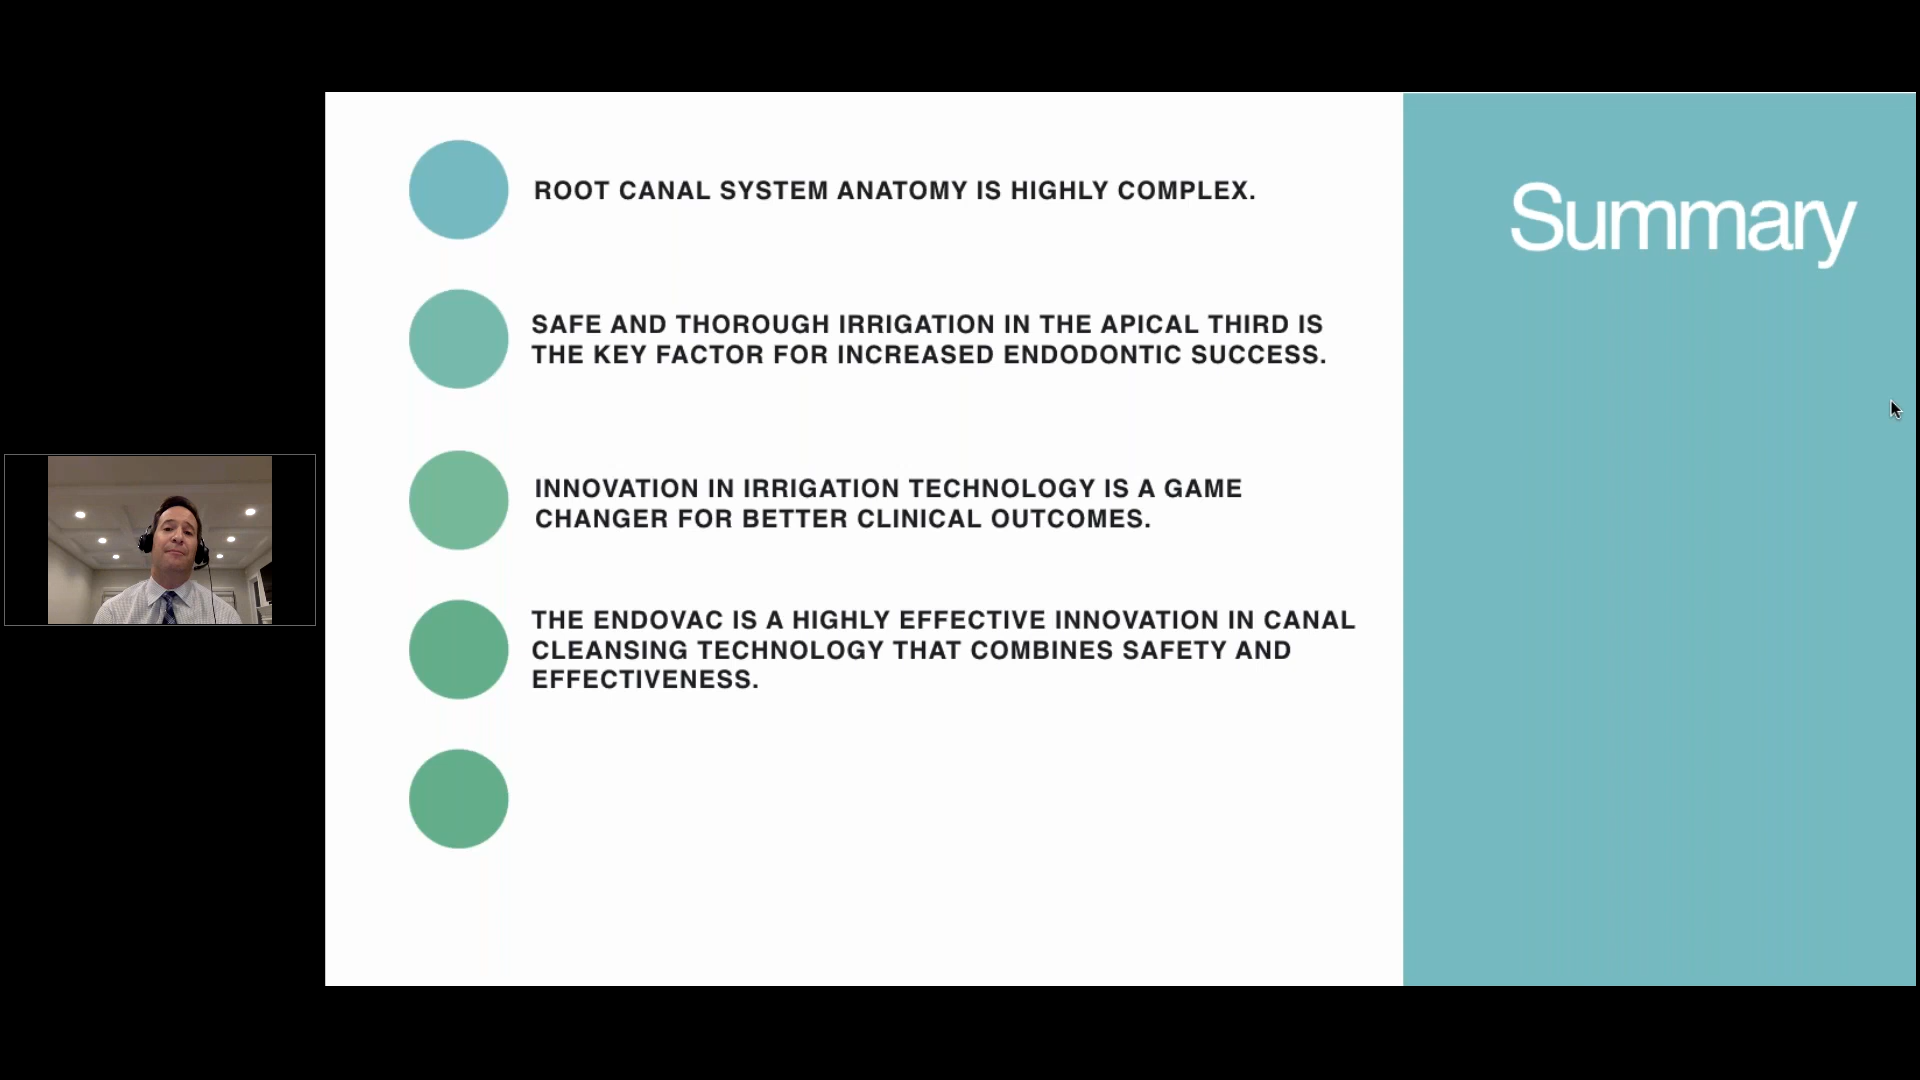 Summary
ROOT CANAL SYSTEM ANATOMY IS HIGHLY COMPLEX.
SAFE AND THOROUGH IRRIGATION IN THE APICAL THIRD IS
THE KEY FACTOR FOR INCREASED ENDODONTIC SUCCESS.
INNOVATION IN IRRIGATION TECHNOLOGY IS A GAME
CHANGER FOR BETTER CLINICAL OUTCOMES.
THE ENDOVAC IS A HIGHLY EFFECTIVE INNOVATION IN CANAL
CLEANSING TECHNOLOGY THAT COMBINES SAFETY AND
EFFECTIVENESS.